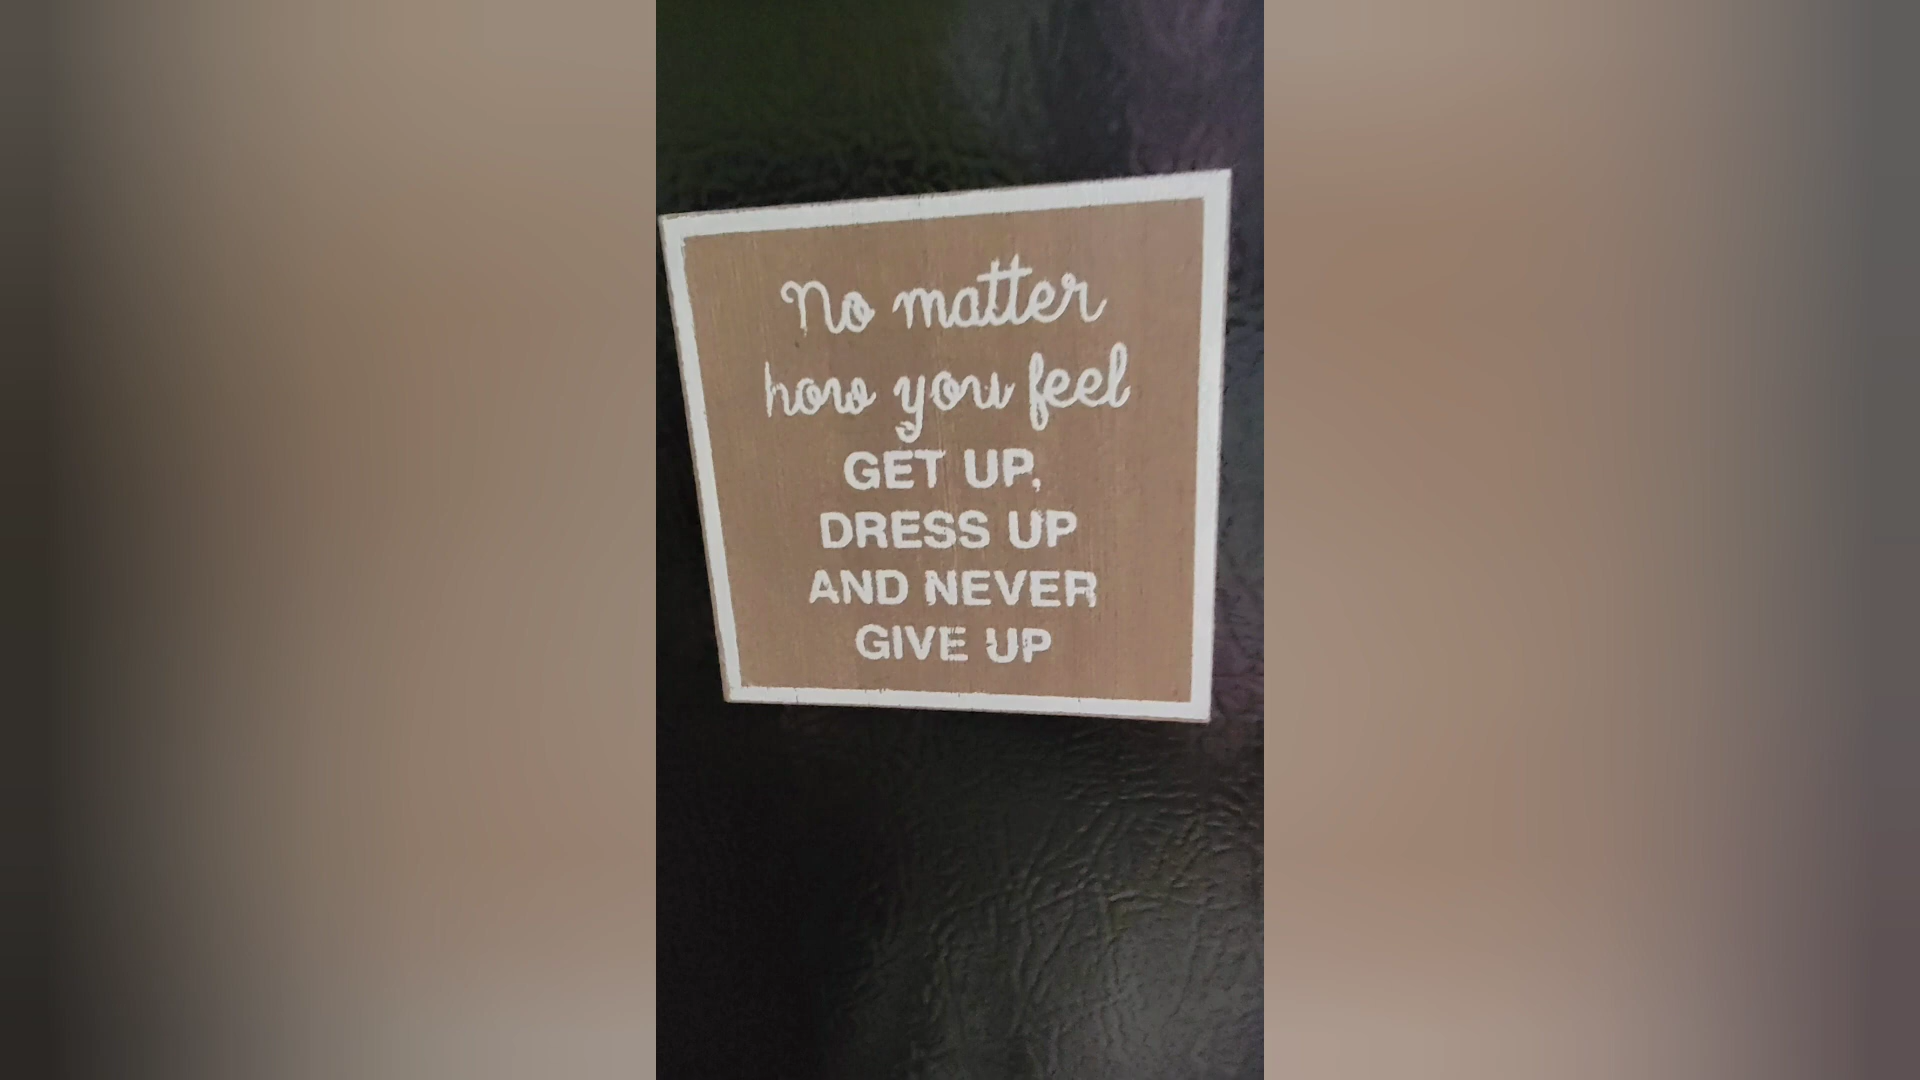 No matter
how you feel
GET UP,
DRESS UP
AND NEVER
GIVE UP